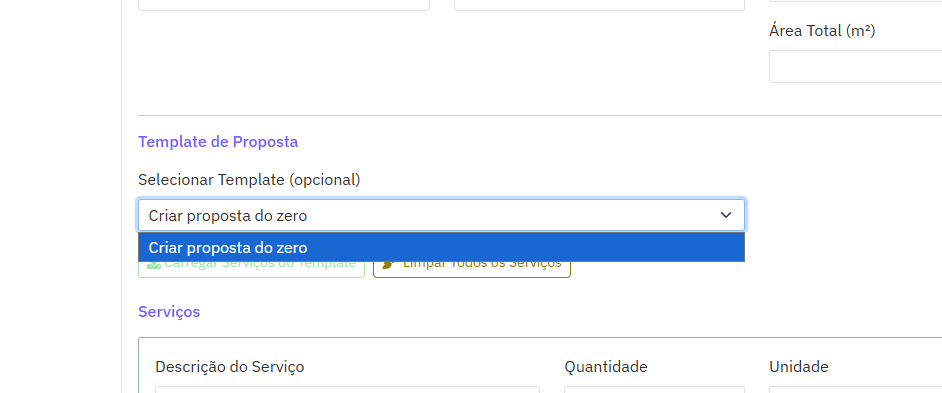 Área Total (m²)
Template de Proposta
Selecionar Template (opcional)
Criar proposta do zero
Criar proposta do zero
Carregar Serviços do Template
Limpar Todos os Serviços
Serviços
Descrição do Serviço
Quantidade
Unidade